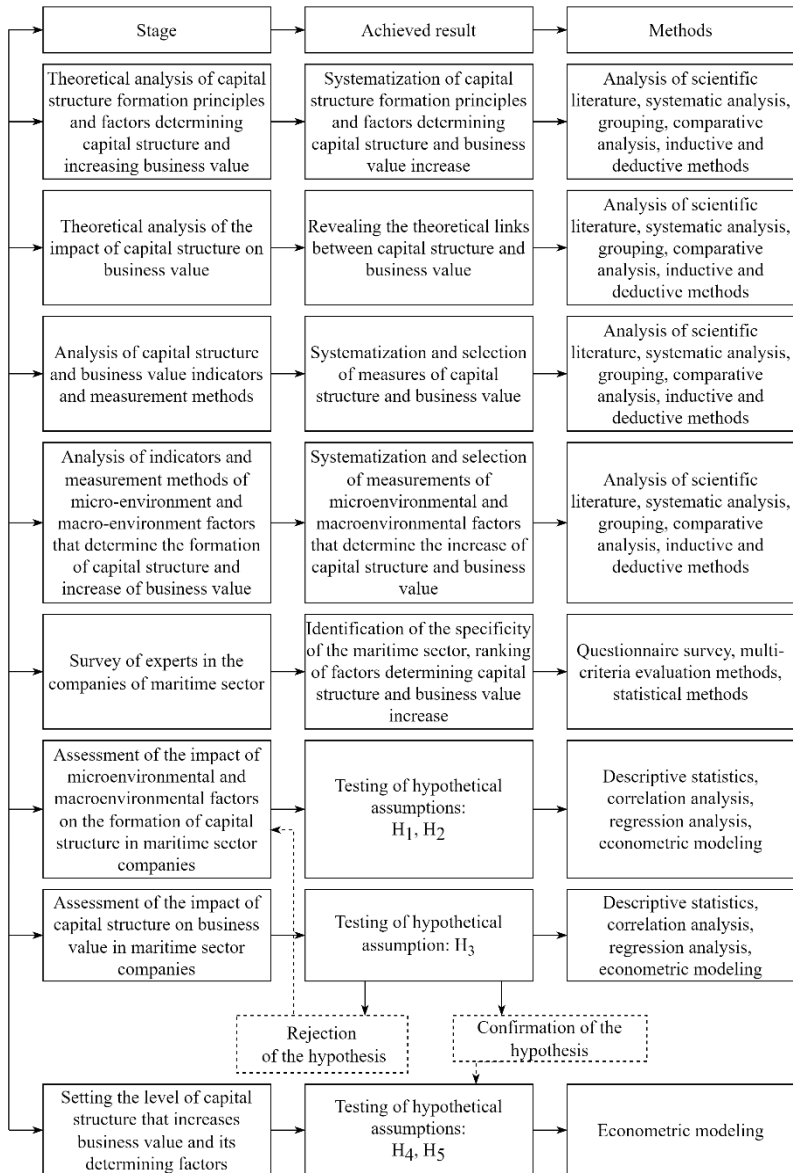 Stage
Achieved result
Methods
Theoretical analysis of capital
structure formation principles
and factors determining
capital structure and
increasing business value
Systematization of capital
structure formation principles
and factors determining
capital structure and business
value increase
Analysis of scientific
literature, systematic analysis,
grouping, comparative
analysis, inductive and
deductive methods
Theoretical analysis of the
impact of capital structure on
business value
Revealing the theoretical links
between capital structure and
business value
Analysis of scientific
literature, systematic analysis,
grouping, comparative
analysis, inductive and
deductive methods
Analysis of capital structure
and business value indicators
and measurement methods
Systematization and selection
of measures of capital
structure and business value
Analysis of scientific
literature, systematic analysis,
grouping, comparative
analysis, inductive and
deductive methods
Analysis of indicators and
measurement methods of
micro-environment and
macro-environment factors
that determine the formation
of capital structure and
increase of business value
Systematization and selection
of measurements of
microenvironmental and
macroenvironmental factors
that determine the increase of
capital structure and business
value
Analysis of scientific
literature, systematic analysis,
grouping, comparative
analysis, inductive and
deductive methods
Survey of experts in the
companies of maritime sector
Identification of the specificity
of the maritime sector, ranking
of factors determining capital
structure and business value
increase
Questionnaire survey, multi-
criteria evaluation methods,
statistical methods
Assessment of the impact of
microenvironmental and
macroenvironmental factors
on the formation of capital
structure in maritime sector
companies
Testing of hypothetical
assumptions:
H1, H2
Descriptive statistics,
correlation analysis,
regression analysis,
econometric modeling
Assessment of the impact of
capital structure on business
value in maritime sector
companies
Testing of hypothetical
assumption: H3
Descriptive statistics,
correlation analysis,
regression analysis,
econometric modeling
Rejection
of the hypothesis
Confirmation of the
hypothesis
Setting the level of capital
structure that increases
business value and its
determining factors
Testing of hypothetical
assumptions:
H4, H5
Econometric modeling